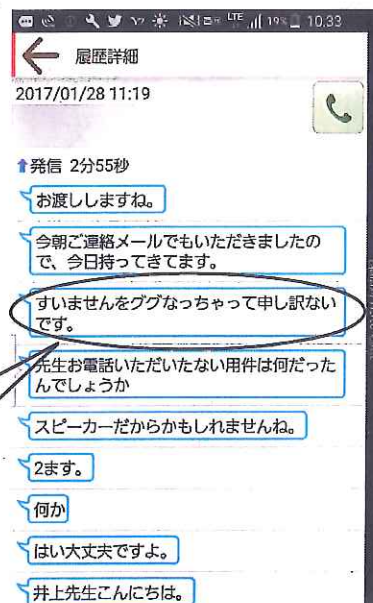 LTE 19% 10:33
履歴詳細
2017/01/28 11:19
発信 2分55秒
お渡ししますね。
今朝ご連絡メールでもいただきましたの
で、今日持ってきてます。
すいませんをググなっちゃって申し訳ない
です。
先生お電話いただいたない用件は何だった
んでしょうか
スピーカーだからかもしれませんね。
2ます。
何か
はい大丈夫ですよ。
井上先生こんにちは。